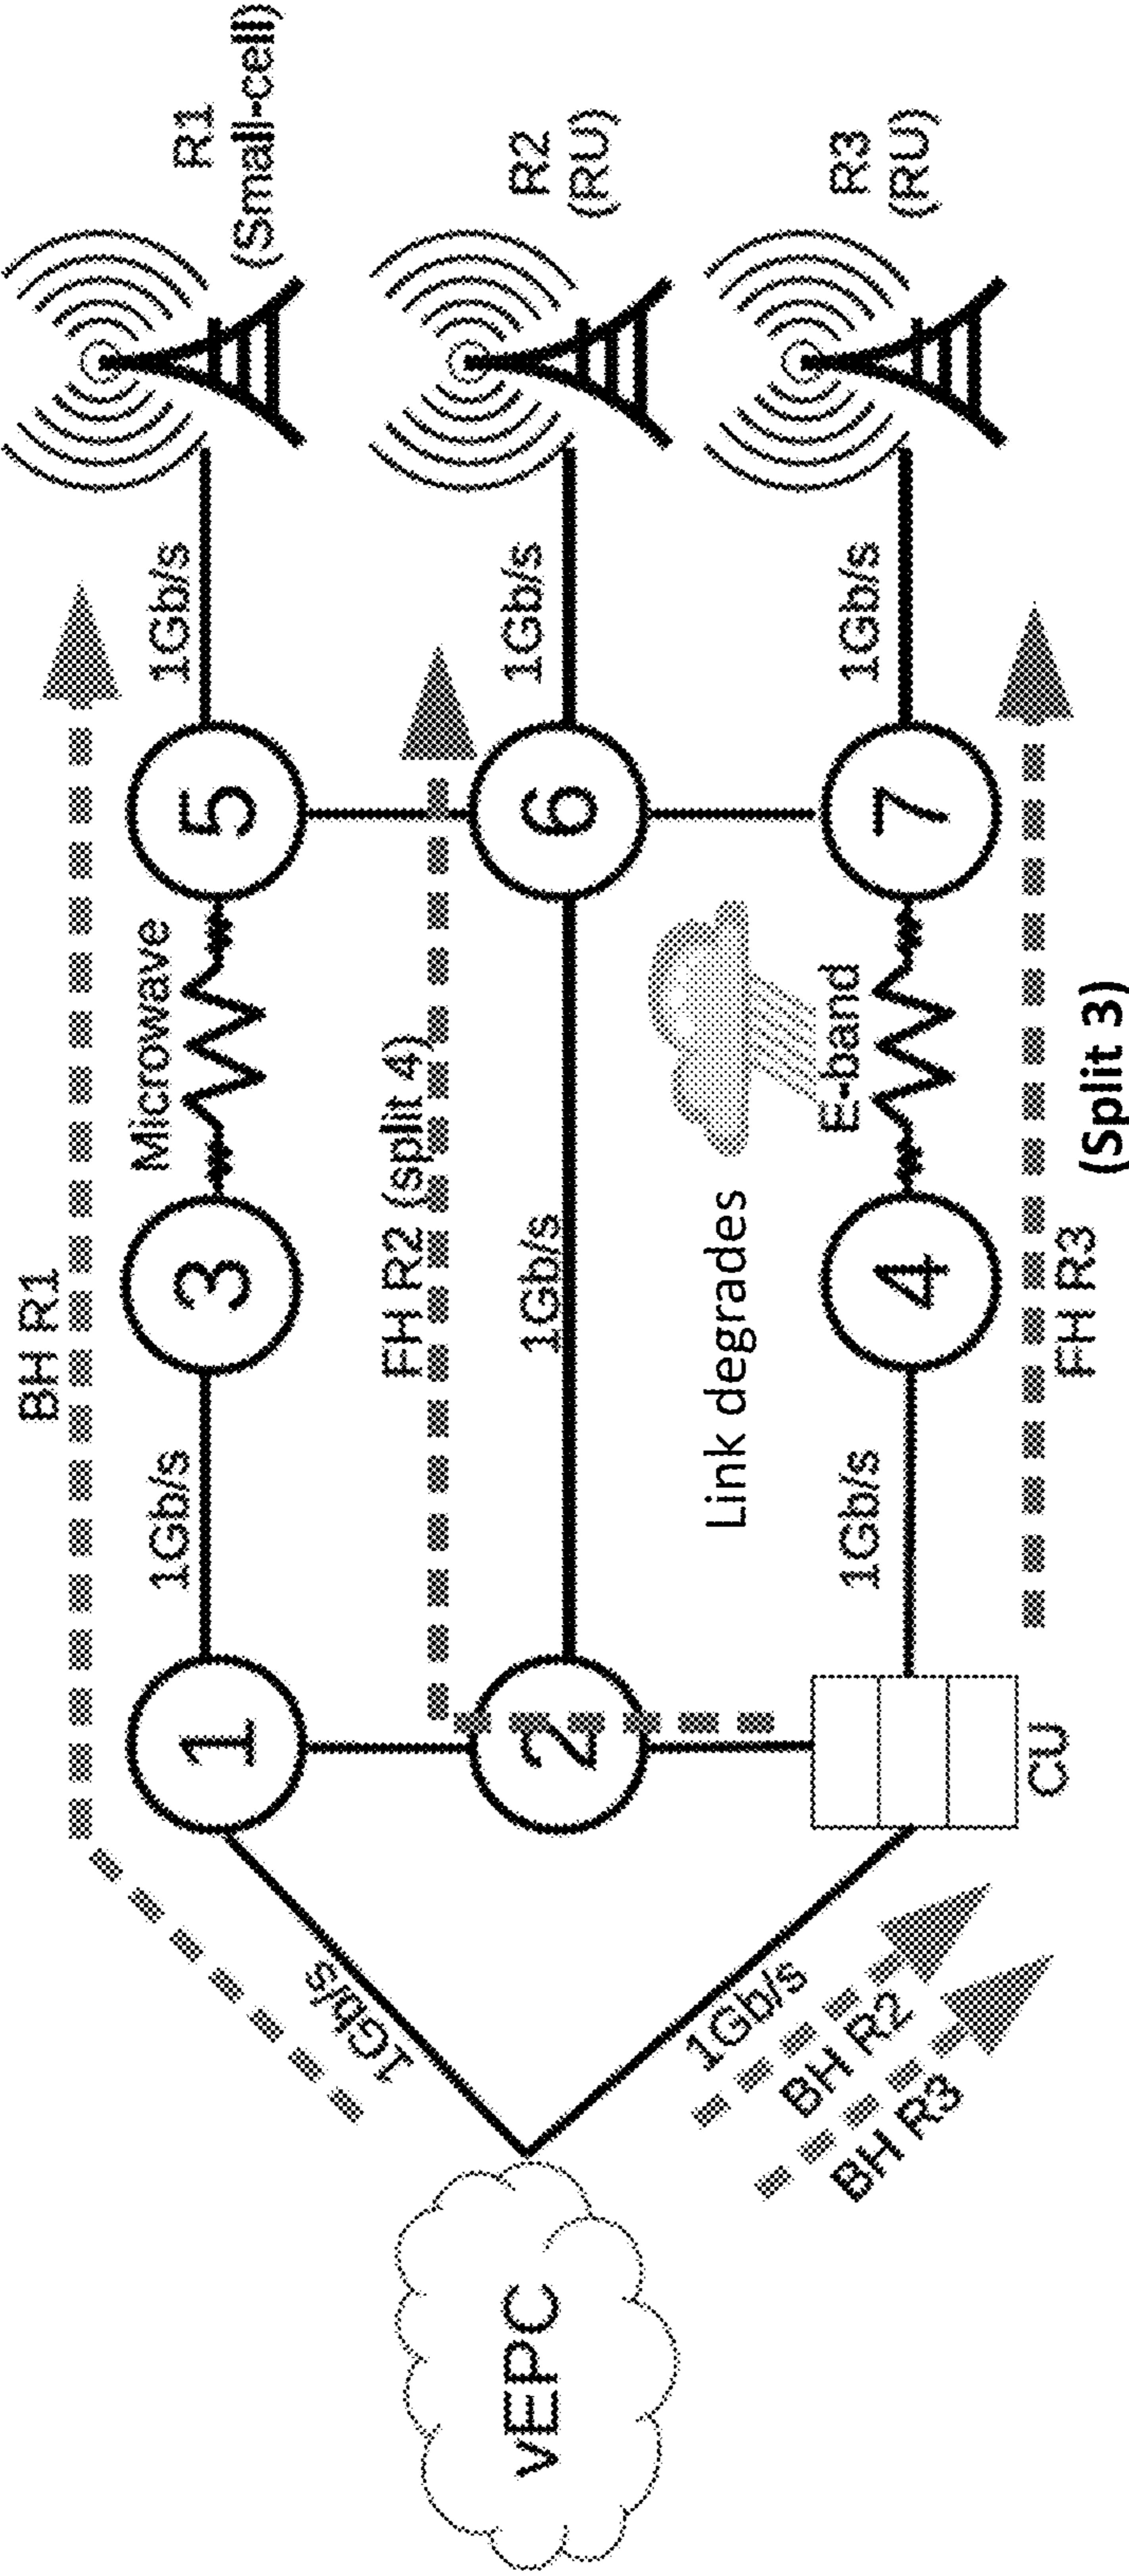 BH R1
R1
(Small-cell)
1Gb/s
1
1Gb/s
3
Microwave
5
1Gb/s
FH R2 (split 4)
vEPC
2
1Gb/s
6
1Gb/s
R2
(RU)
Link degrades
1Gb/s
BH R2
BH R3
CU
1Gb/s
4
E-band
7
1Gb/s
R3
(RU)
FH R3
(Split 3)